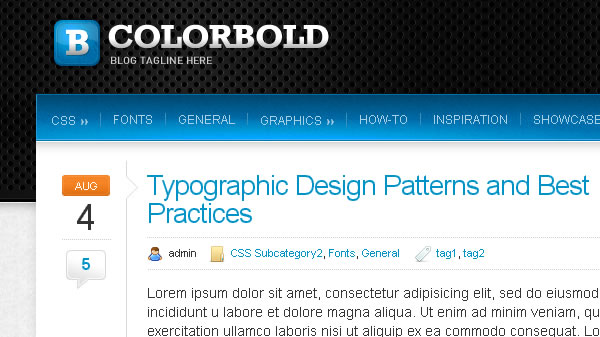 B COLORBOLD
BLOG TAGLINE HERE
CSS » FONTS GENERAL GRAPHICS » HOW-TO INSPIRATION SHOWCASE
AUG
4
5
Typographic Design Patterns and Best
Practices
admin CSS Subcategory2, Fonts, General tag1, tag2
Lorem ipsum dolor sit amet, consectetur adipisicing elit, sed do eiusmod
incididunt u labore et dolore magna aliqua. Ut enim ad minim veniam, qu
exercitation ullamco laboris nisi ut aliquip ex ea commodo consequat. Lo